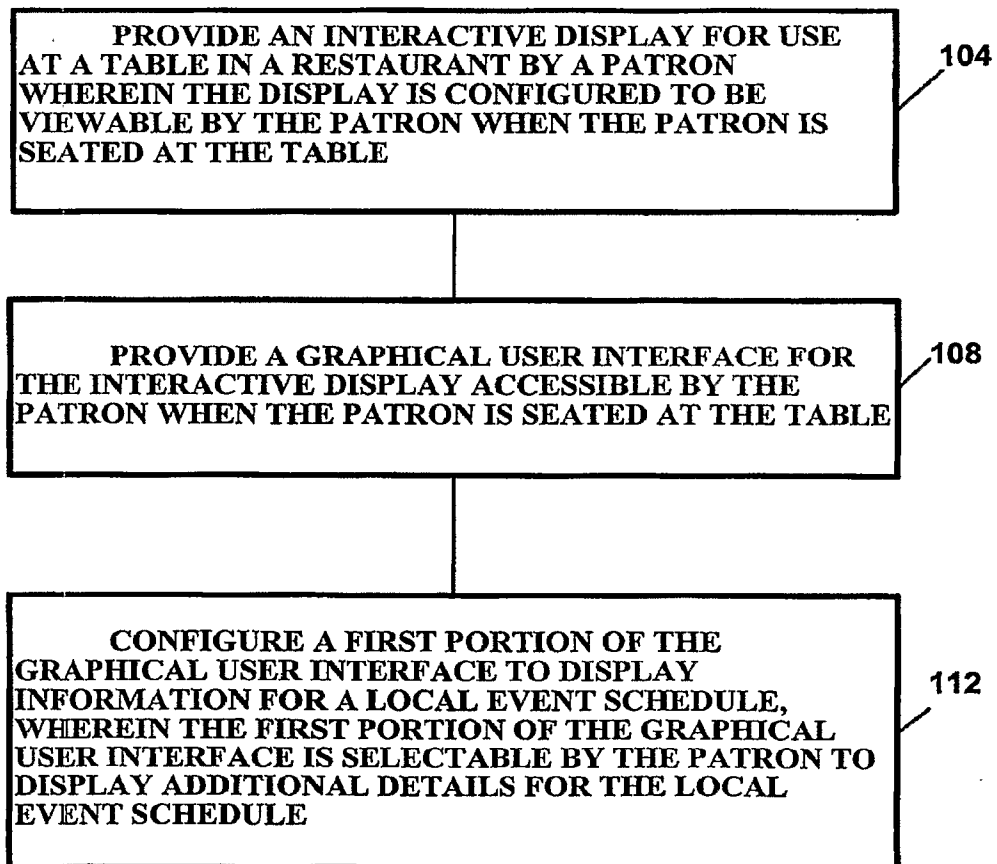 PROVIDE AN INTERACTIVE DISPLAY FOR USE
AT A TABLE IN A RESTAURANT BY A PATRON
WHEREIN THE DISPLAY IS CONFIGURED TO BE
VIEWABLE BY THE PATRON WHEN THE PATRON IS
SEATED AT THE TABLE
104
PROVIDE A GRAPHICAL USER INTERFACE FOR
THE INTERACTIVE DISPLAY ACCESSIBLE BY THE
PATRON WHEN THE PATRON IS SEATED AT THE TABLE
108
CONFIGURE A FIRST PORTION OF THE
GRAPHICAL USER INTERFACE TO DISPLAY
INFORMATION FOR A LOCAL EVENT SCHEDULE,
WHEREIN THE FIRST PORTION OF THE GRAPHICAL
USER INTERFACE IS SELECTABLE BY THE PATRON TO
DISPLAY ADDITIONAL DETAILS FOR THE LOCAL
EVENT SCHEDULE
112